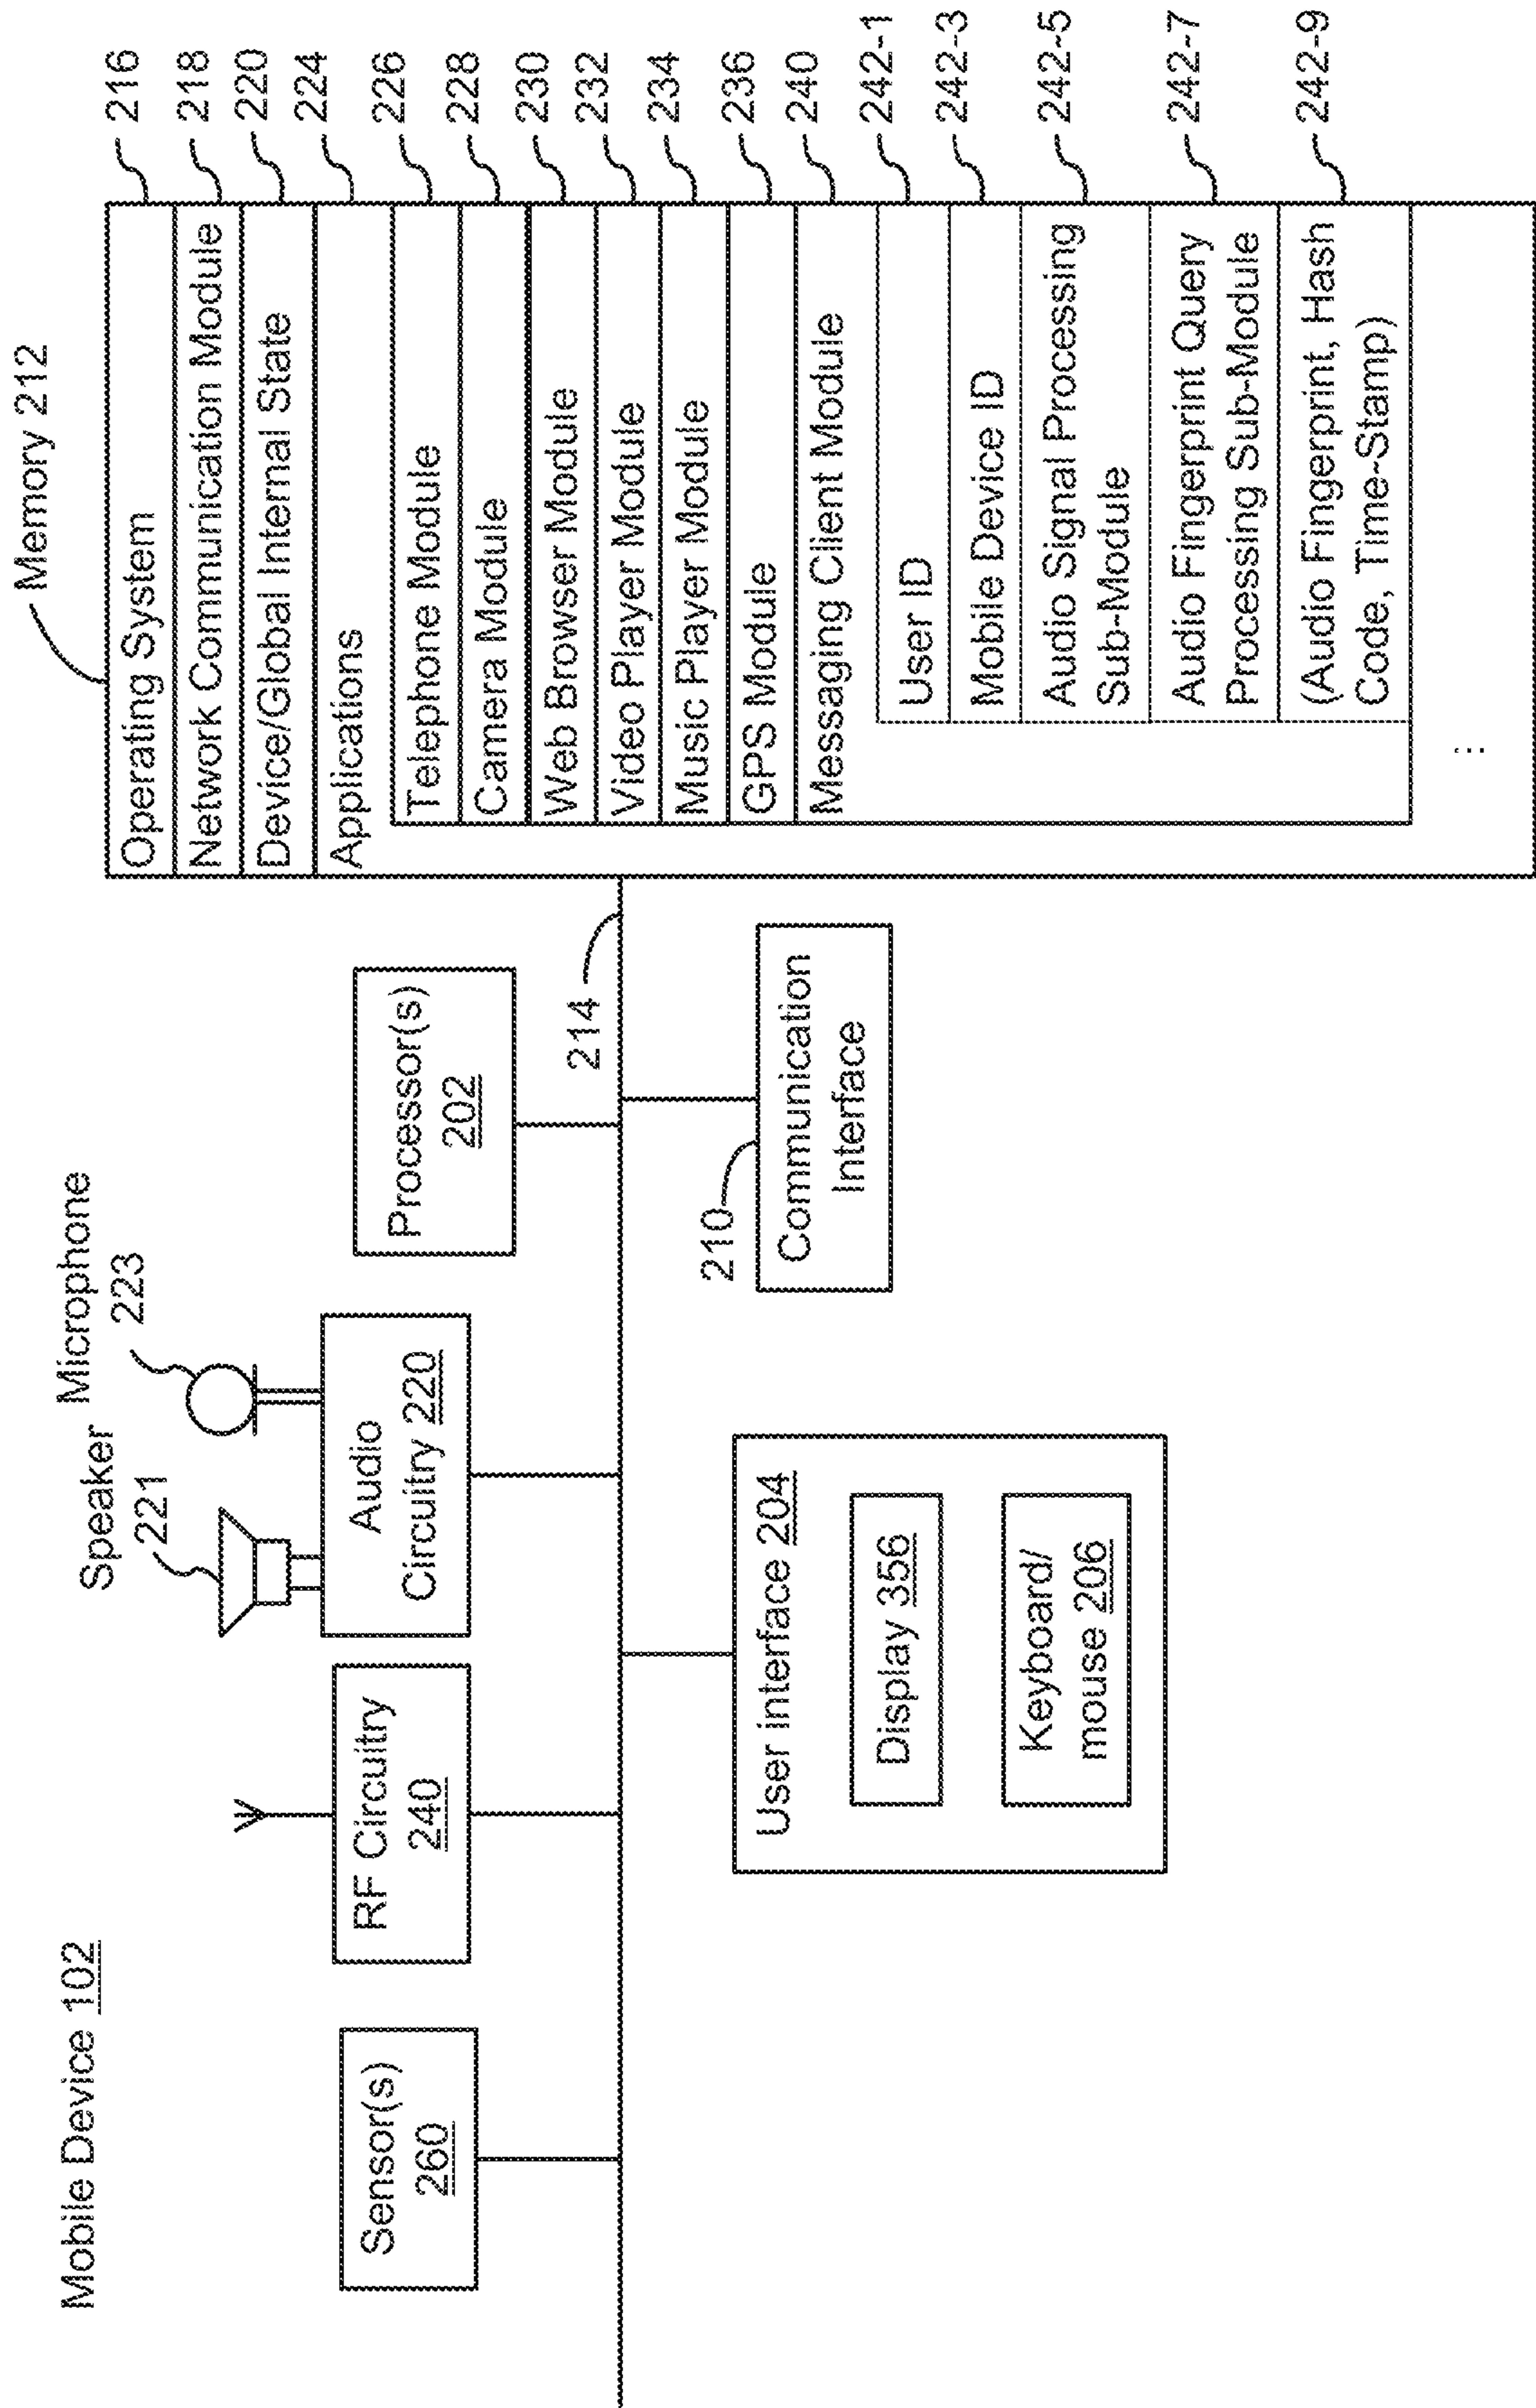 Mobile Device 102
Sensor(s)
260
RF Circuitry
240
Speaker
221
Microphone
223
Audio
Circuitry 220
Processor(s)
202
214
User interface 204
Display 356
Keyboard/
mouse 206
210
Communication
Interface
Memory 212
Operating System
216
Network Communication Module
218
Device/Global Internal State
220
Applications
224
Telephone Module
226
Camera Module
228
Web Browser Module
230
Video Player Module
232
Music Player Module
234
GPS Module
236
Messaging Client Module
240
User ID
242-1
Mobile Device ID
242-3
Audio Signal Processing
Sub-Module
242-5
Audio Fingerprint Query
Processing Sub-Module
242-7
(Audio Fingerprint, Hash
Code, Time-Stamp)
242-9
...